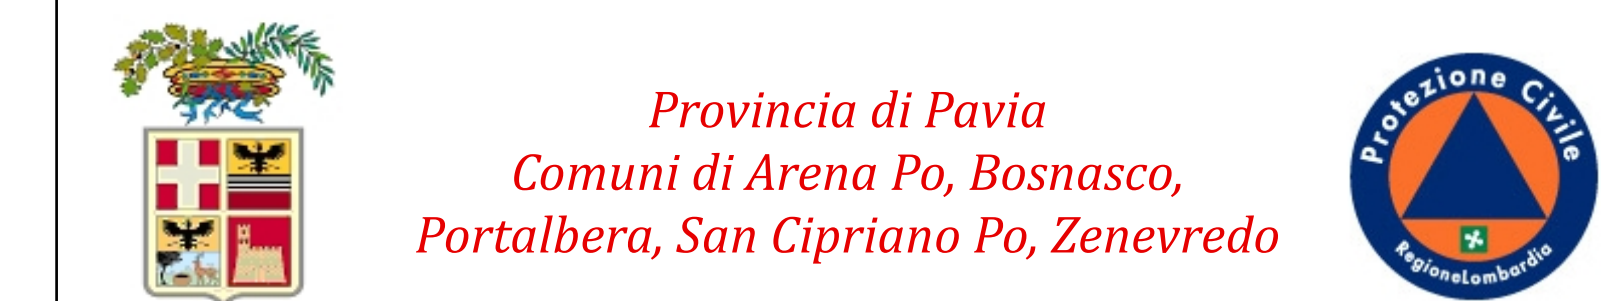 Provincia di Pavia
Comuni di Arena Po, Bosnasco,
Portalbera, San Cipriano Po, Zenevredo
Protezione Civile
RegioneLombardia